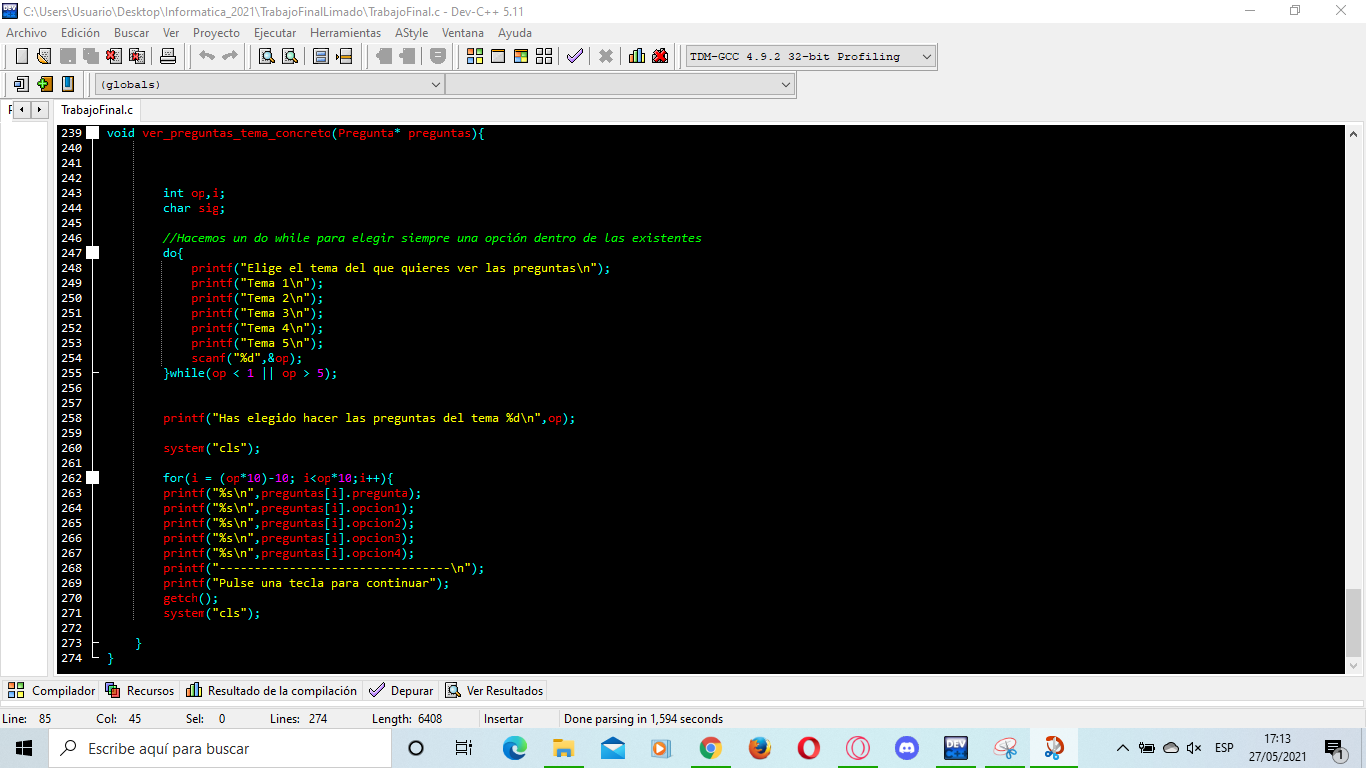 C:\Users\Usuario\Desktop\Informatica_2021\TrabajoFinalLimado\TrabajoFinal.c - Dev-C++ 5.11
Archivo Edición Buscar Ver Proyecto Ejecutar Herramientas AStyle Ventana Ayuda
TDM-GCC 4.9.2 32-bit Profiling
(globals)
TrabajoFinal.c
239 void ver_preguntas_tema_concreto(Pregunta* preguntas){
240
241
242
243 int op,i;
244 char sig;
245
246 //Hacemos un do while para elegir siempre una opción dentro de las existentes
247 do{
248 printf("Elige el tema del que quieres ver las preguntas\n");
249 printf("Tema 1\n");
250 printf("Tema 2\n");
251 printf("Tema 3\n");
252 printf("Tema 4\n");
253 printf("Tema 5\n");
254 scanf("%d",&op);
255 }while(op < 1 || op > 5);
256
257
258 printf("Has elegido hacer las preguntas del tema %d\n",op);
259
260 system("cls");
261
262 for(i = (op*10)-10; i<op*10;i++){
263 printf("%s\n",preguntas[i].pregunta);
264 printf("%s\n",preguntas[i].opcion1);
265 printf("%s\n",preguntas[i].opcion2);
266 printf("%s\n",preguntas[i].opcion3);
267 printf("%s\n",preguntas[i].opcion4);
268 printf("---------------------------------\n");
269 printf("Pulse una tecla para continuar");
270 getch();
271 system("cls");
272
273 }
274 }
Compilador Recursos Resultado de la compilación Depurar Ver Resultados
Line: 85 Col: 45 Sel: 0 Lines: 274 Length: 6408 Insertar Done parsing in 1,594 seconds
Escribe aquí para buscar
DEV
ESP
17:13
27/05/2021
1